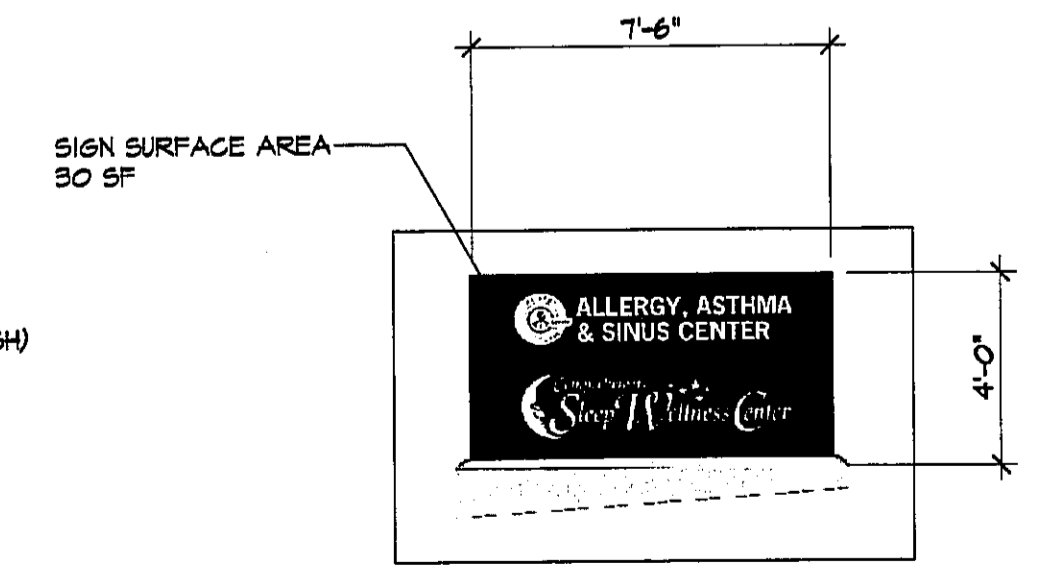 7'-6"
SIGN SURFACE AREA
30 SF
ALLERGY, ASTHMA
& SINUS CENTER
Sleep Wellness Center
4'-0"